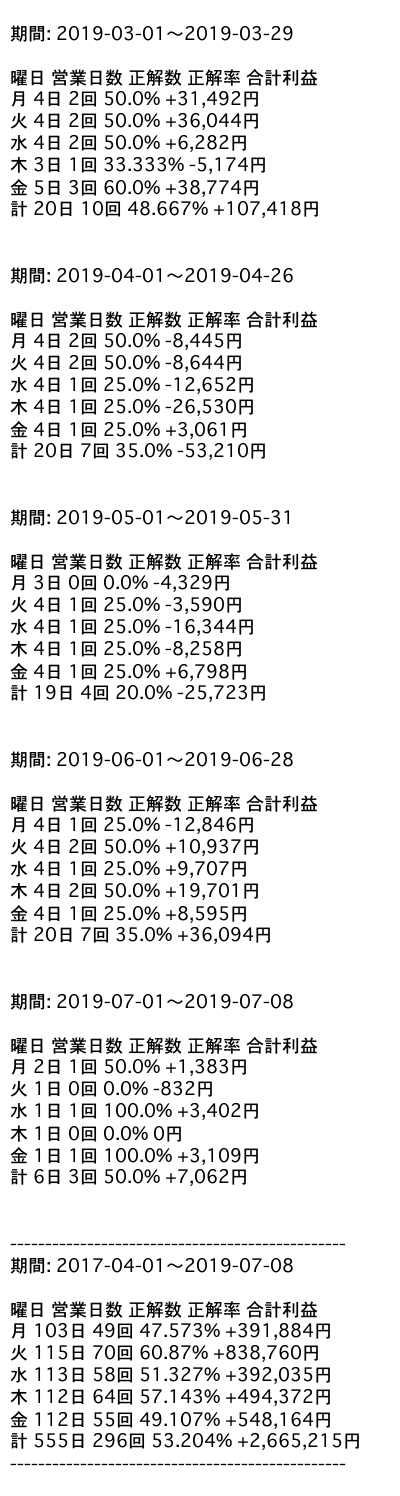 期間: 2019-03-01〜2019-03-29
曜日 営業日数 正解数 正解率 合計利益
月 4日 2回 50.0% +31,492円
火 4日 2回 50.0% +36,044円
水 4日 2回 50.0% +6,282円
木 3日 1回 33.333% -5,174円
金 5日 3回 60.0% +38,774円
計 20日 10回 48.667% +107,418円
期間: 2019-04-01〜2019-04-26
曜日 営業日数 正解数 正解率 合計利益
月 4日 2回 50.0% -8,445円
火 4日 2回 50.0% -8,644円
水 4日 1回 25.0% -12,652円
木 4日 1回 25.0% -26,530円
金 4日 1回 25.0% +3,061円
計 20日 7回 35.0% -53,210円
期間: 2019-05-01〜2019-05-31
曜日 営業日数 正解数 正解率 合計利益
月 3日 0回 0.0% -4,329円
火 4日 1回 25.0% -3,590円
水 4日 1回 25.0% -16,344円
木 4日 1回 25.0% -8,258円
金 4日 1回 25.0% +6,798円
計 19日 4回 20.0% -25,723円
期間: 2019-06-01〜2019-06-28
曜日 営業日数 正解数 正解率 合計利益
月 4日 1回 25.0% -12,846円
火 4日 2回 50.0% +10,937円
水 4日 1回 25.0% +9,707円
木 4日 2回 50.0% +19,701円
金 4日 1回 25.0% +8,595円
計 20日 7回 35.0% +36,094円
期間: 2019-07-01〜2019-07-08
曜日 営業日数 正解数 正解率 合計利益
月 2日 1回 50.0% +1,383円
火 1日 0回 0.0% -832円
水 1日 1回 100.0% +3,402円
木 1日 0回 0.0% 0円
金 1日 1回 100.0% +3,109円
計 6日 3回 50.0% +7,062円
------------------------------------------------
期間: 2017-04-01〜2019-07-08
曜日 営業日数 正解数 正解率 合計利益
月 103日 49回 47.573% +391,884円
火 115日 70回 60.87% +838,760円
水 113日 58回 51.327% +392,035円
木 112日 64回 57.143% +494,372円
金 112日 55回 49.107% +548,164円
計 555日 296回 53.204% +2,665,215円
------------------------------------------------